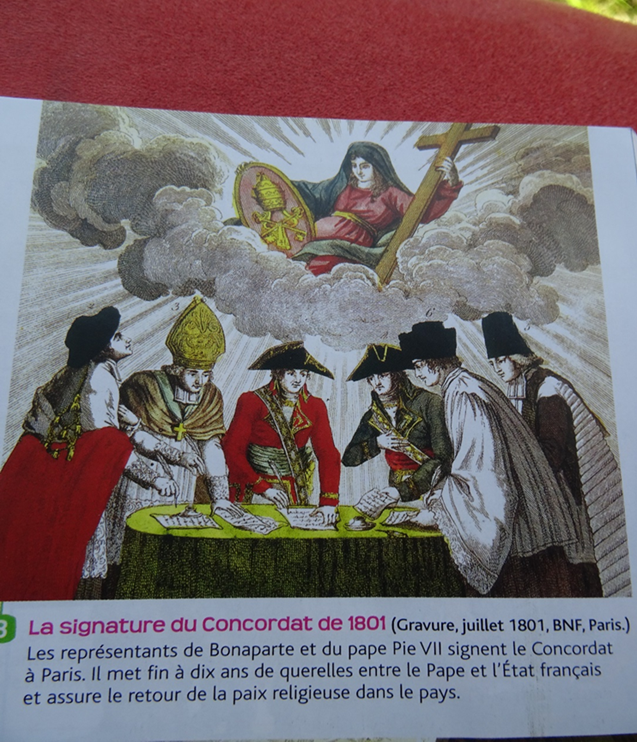 3 La signature du Concordat de 1801 (Gravure, juillet 1801, BNF, Paris.)
Les représentants de Bonaparte et du pape Pie VII signent le Concordat
à Paris. Il met fin à dix ans de querelles entre le Pape et l'État français
et assure le retour de la paix religieuse dans le pays.